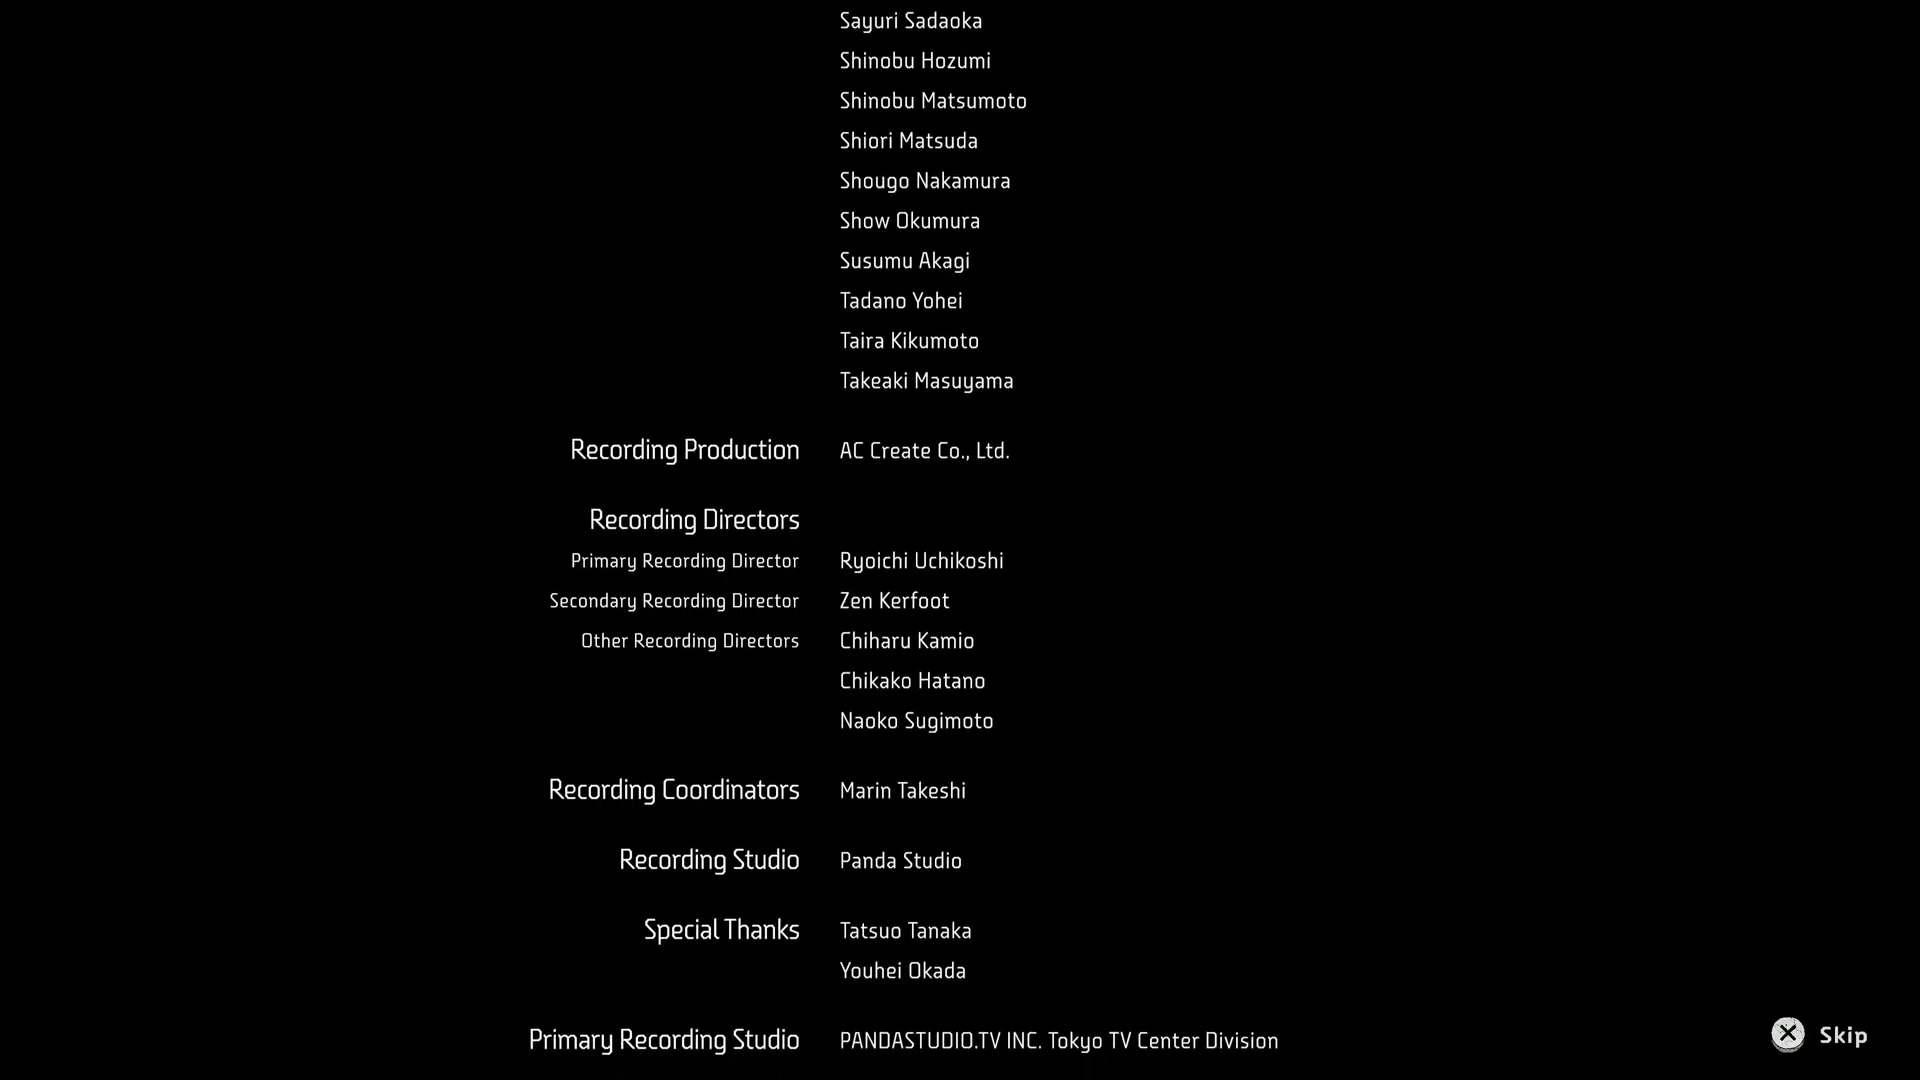 Sayuri Sadaoka
Shinobu Hozumi
Shinobu Matsumoto
Shiori Matsuda
Shougo Nakamura
Show Okumura
Susumu Akagi
Tadano Yohei
Taira Kikumoto
Takeaki Masuyama
Recording Production AC Create Co., Ltd.
Recording Directors
Primary Recording Director Ryoichi Uchikoshi
Secondary Recording Director Zen Kerfoot
Other Recording Directors Chiharu Kamio
Chikako Hatano
Naoko Sugimoto
Recording Coordinators Marin Takeshi
Recording Studio Panda Studio
Special Thanks Tatsuo Tanaka
Youhei Okada
Primary Recording Studio PANDASTUDIO.TV INC. Tokyo TV Center Division
Skip